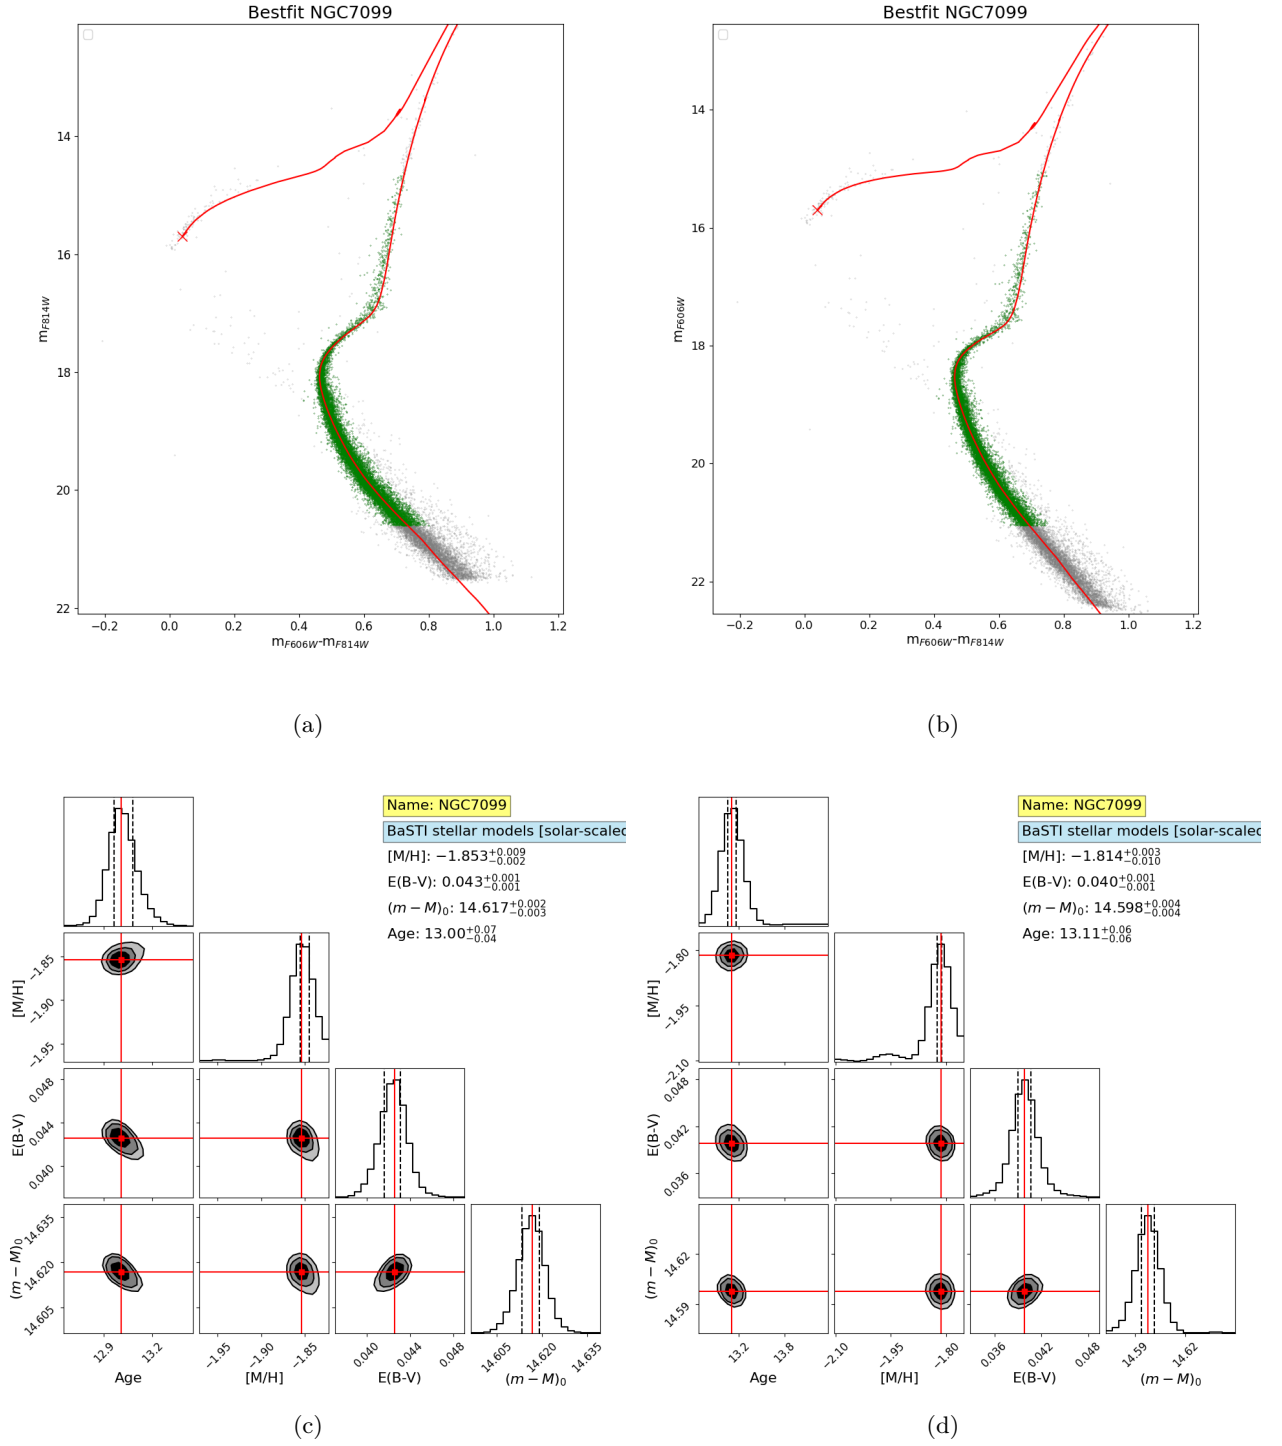 Bestfit NGC7099
14
16
18
20
22
m_F814W
−0.2 0.0 0.2 0.4 0.6 0.8 1.0 1.2
m_F606W-m_F814W
(a)
Bestfit NGC7099
14
16
18
20
22
m_F606W
−0.2 0.0 0.2 0.4 0.6 0.8 1.0 1.2
m_F606W-m_F814W
(b)
Name: NGC7099
BaSTI stellar models [solar-scaled
[M/H]: −1.853 +0.009 −0.002
E(B-V): 0.043 +0.001 −0.001
(m − M)₀: 14.617 +0.002 −0.003
Age: 13.00 +0.07 −0.04
−1.85
−1.90
−1.95
[M/H]
0.048
0.044
0.040
E(B-V)
14.635
14.620
14.605
(m − M)₀
12.9 13.2
Age
−1.95 −1.90 −1.85
[M/H]
0.040 0.044 0.048
E(B-V)
14.605 14.620 14.635
(m − M)₀
(c)
Name: NGC7099
BaSTI stellar models [solar-scaled
[M/H]: −1.814 +0.003 −0.010
E(B-V): 0.040 +0.001 −0.001
(m − M)₀: 14.598 +0.004 −0.004
Age: 13.11 +0.06 −0.06
−1.80
−1.95
−2.10
[M/H]
0.048
0.042
0.036
E(B-V)
14.62
14.59
(m − M)₀
13.2 13.8
Age
−2.10 −1.95 −1.80
[M/H]
0.036 0.042 0.048
E(B-V)
14.59 14.62
(m − M)₀
(d)